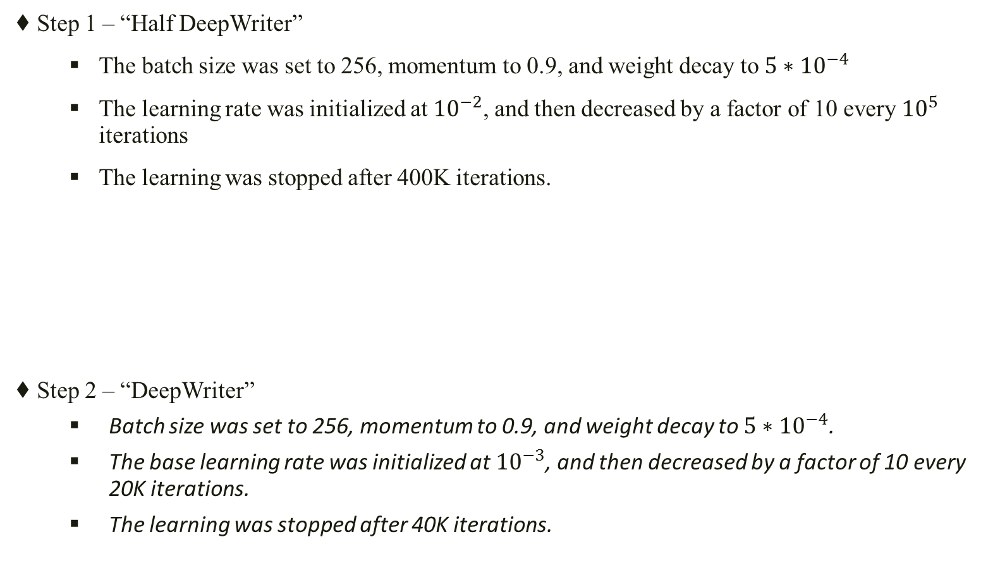 ♦ Step 1 – “Half DeepWriter”
▪ The batch size was set to 256, momentum to 0.9, and weight decay to 5 ∗ 10⁻⁴
▪ The learning rate was initialized at 10⁻², and then decreased by a factor of 10 every 10⁵
iterations
▪ The learning was stopped after 400K iterations.
♦ Step 2 – “DeepWriter”
▪ Batch size was set to 256, momentum to 0.9, and weight decay to 5 ∗ 10⁻⁴.
▪ The base learning rate was initialized at 10⁻³, and then decreased by a factor of 10 every
20K iterations.
▪ The learning was stopped after 40K iterations.